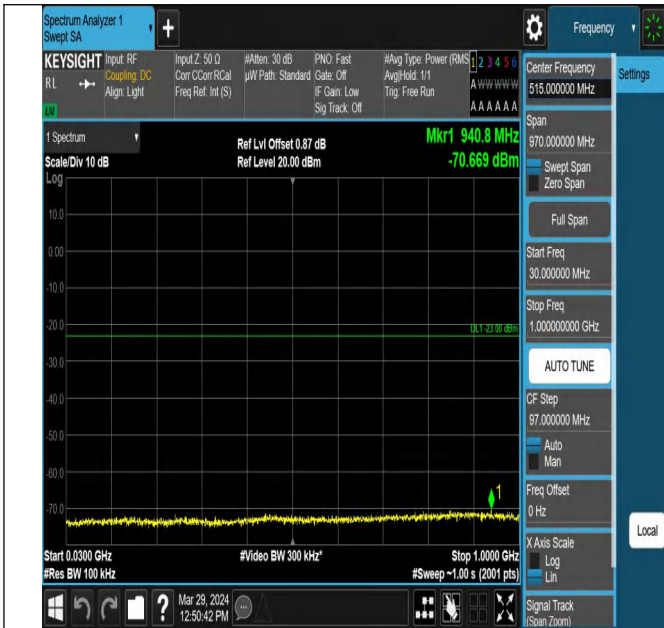 Spectrum Analyzer 1
Swept SA
+
Frequency
KEYSIGHT
RL
LXI
Input: RF
Coupling: DC
Align: Light
Input Z: 50 Ω
Corr CCorr RCal
Freq Ref: Int (S)
#Atten: 30 dB
µW Path: Standard
PNO: Fast
Gate: Off
IF Gain: Low
Sig Track: Off
#Avg Type: Power (RMS
Avg|Hold: 1/1
Trig: Free Run
1 2 3 4 5 6
A W W W W W
A A A A A A
1 Spectrum
Scale/Div 10 dB
Log
Ref Lvl Offset 0.87 dB
Ref Level 20.00 dBm
Mkr1 940.8 MHz
-70.669 dBm
10.0
0.00
-10.0
-20.0
DL1 -23.00 dBm
-30.0
-40.0
-50.0
-60.0
-70.0
1
Start 0.0300 GHz
#Res BW 100 kHz
#Video BW 300 kHz*
Stop 1.0000 GHz
#Sweep ~1.00 s (2001 pts)
?
Mar 29, 2024
12:50:42 PM
Center Frequency
515.000000 MHz
Span
970.000000 MHz
Swept Span
Zero Span
Full Span
Start Freq
30.000000 MHz
Stop Freq
1.000000000 GHz
AUTO TUNE
CF Step
97.000000 MHz
Auto
Man
Freq Offset
0 Hz
X Axis Scale
Log
Lin
Signal Track
(Span Zoom)
Settings
Local